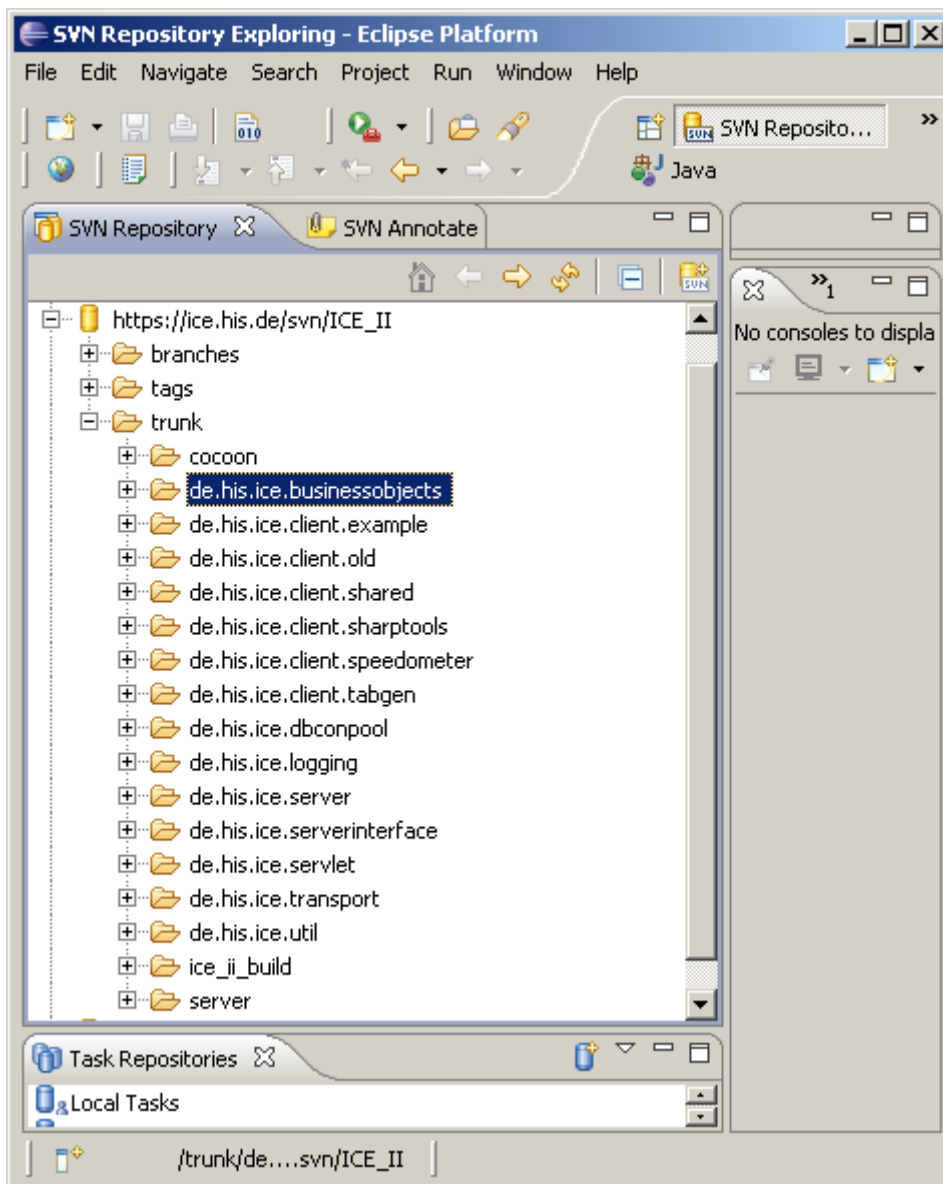 SVN Repository Exploring - Eclipse Platform
File Edit Navigate Search Project Run Window Help
010
SVN Reposito... »
Java
SVN Repository SVN Annotate
SVN
»1
https://ice.his.de/svn/ICE_II
No consoles to displa
branches
tags
trunk
cocoon
de.his.ice.businessobjects
de.his.ice.client.example
de.his.ice.client.old
de.his.ice.client.shared
de.his.ice.client.sharptools
de.his.ice.client.speedometer
de.his.ice.client.tabgen
de.his.ice.dbconpool
de.his.ice.logging
de.his.ice.server
de.his.ice.serverinterface
de.his.ice.servlet
de.his.ice.transport
de.his.ice.util
ice_ii_build
server
Task Repositories
Local Tasks
/trunk/de....svn/ICE_II